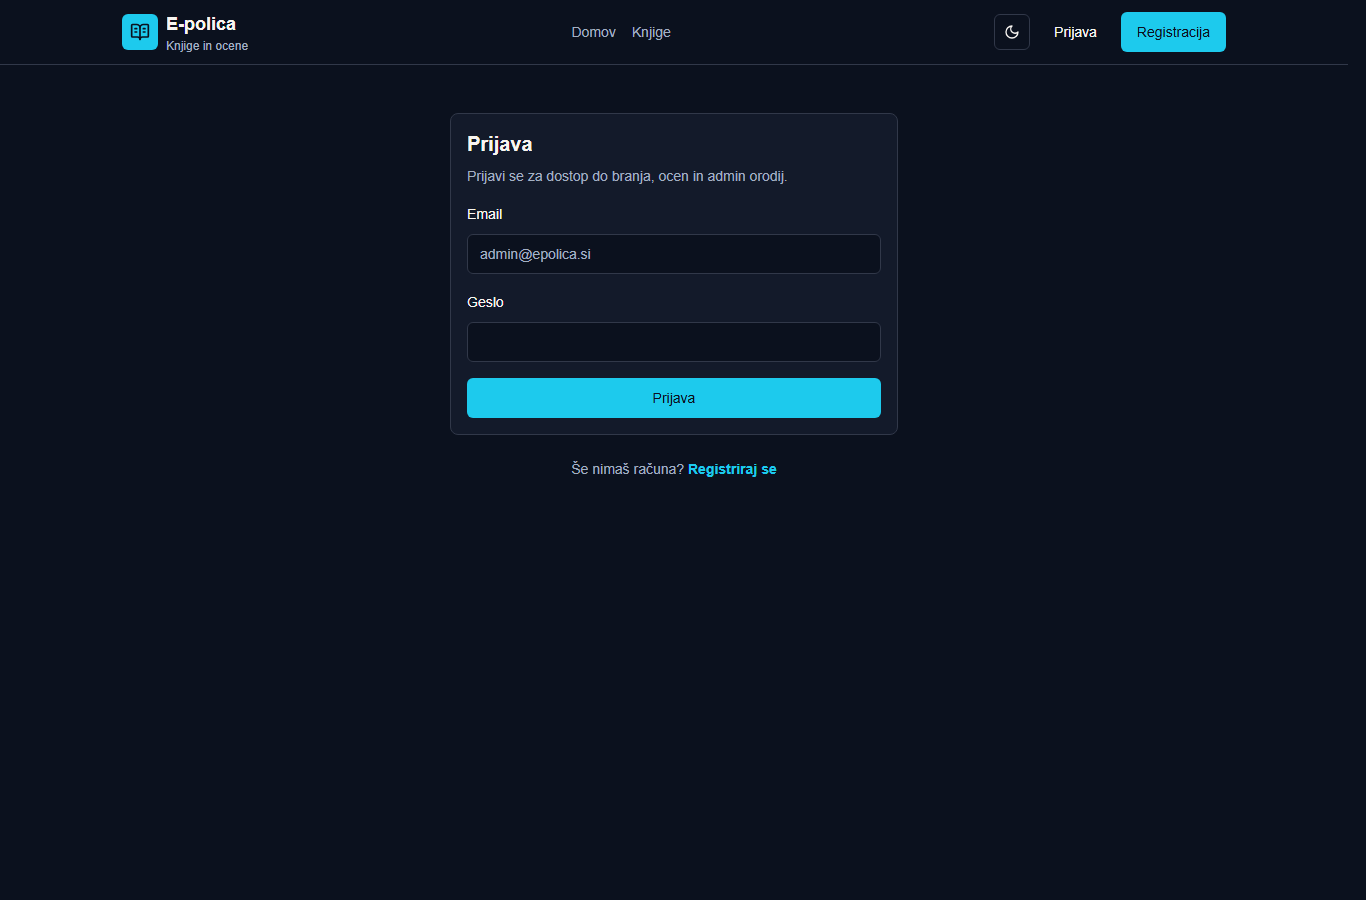 E-polica
Knjige in ocene
Domov Knjige
Prijava
Registracija
Prijava
Prijavi se za dostop do branja, ocen in admin orodij.
Email
admin@epolica.si
Geslo
Prijava
Še nimaš računa? Registriraj se